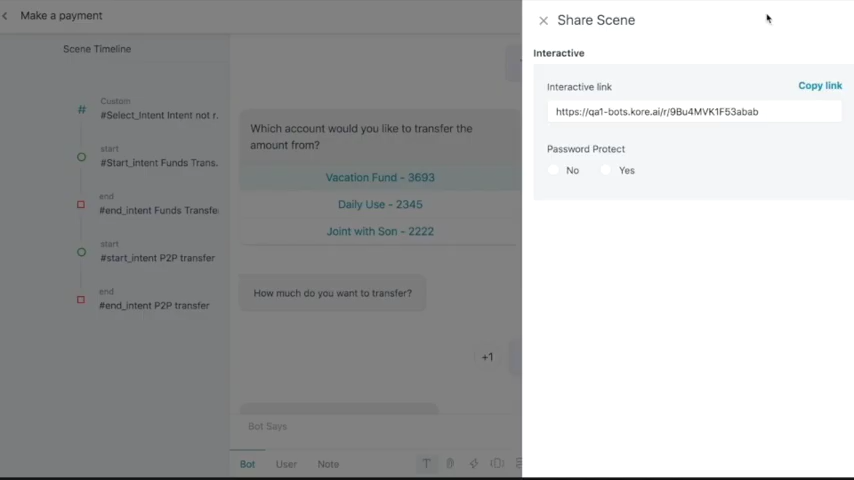 Make a payment
Scene Timeline
Custom
#Select_Intent Intent not r.
start
#Start_intent Funds Trans.
end
#end_intent Funds Transfe
start
#start_intent P2P transfer
end
#end_intent P2P transfer
Which account would you like to transfer the
amount from?
Vacation Fund - 3693
Daily Use - 2345
Joint with Son - 2222
How much do you want to transfer?
+1
Bot Says
Bot User Note
Share Scene
Interactive
Interactive link Copy link
https://qa1-bots.kore.ai/r/9Bu4MVK1F53abab
Password Protect
No Yes